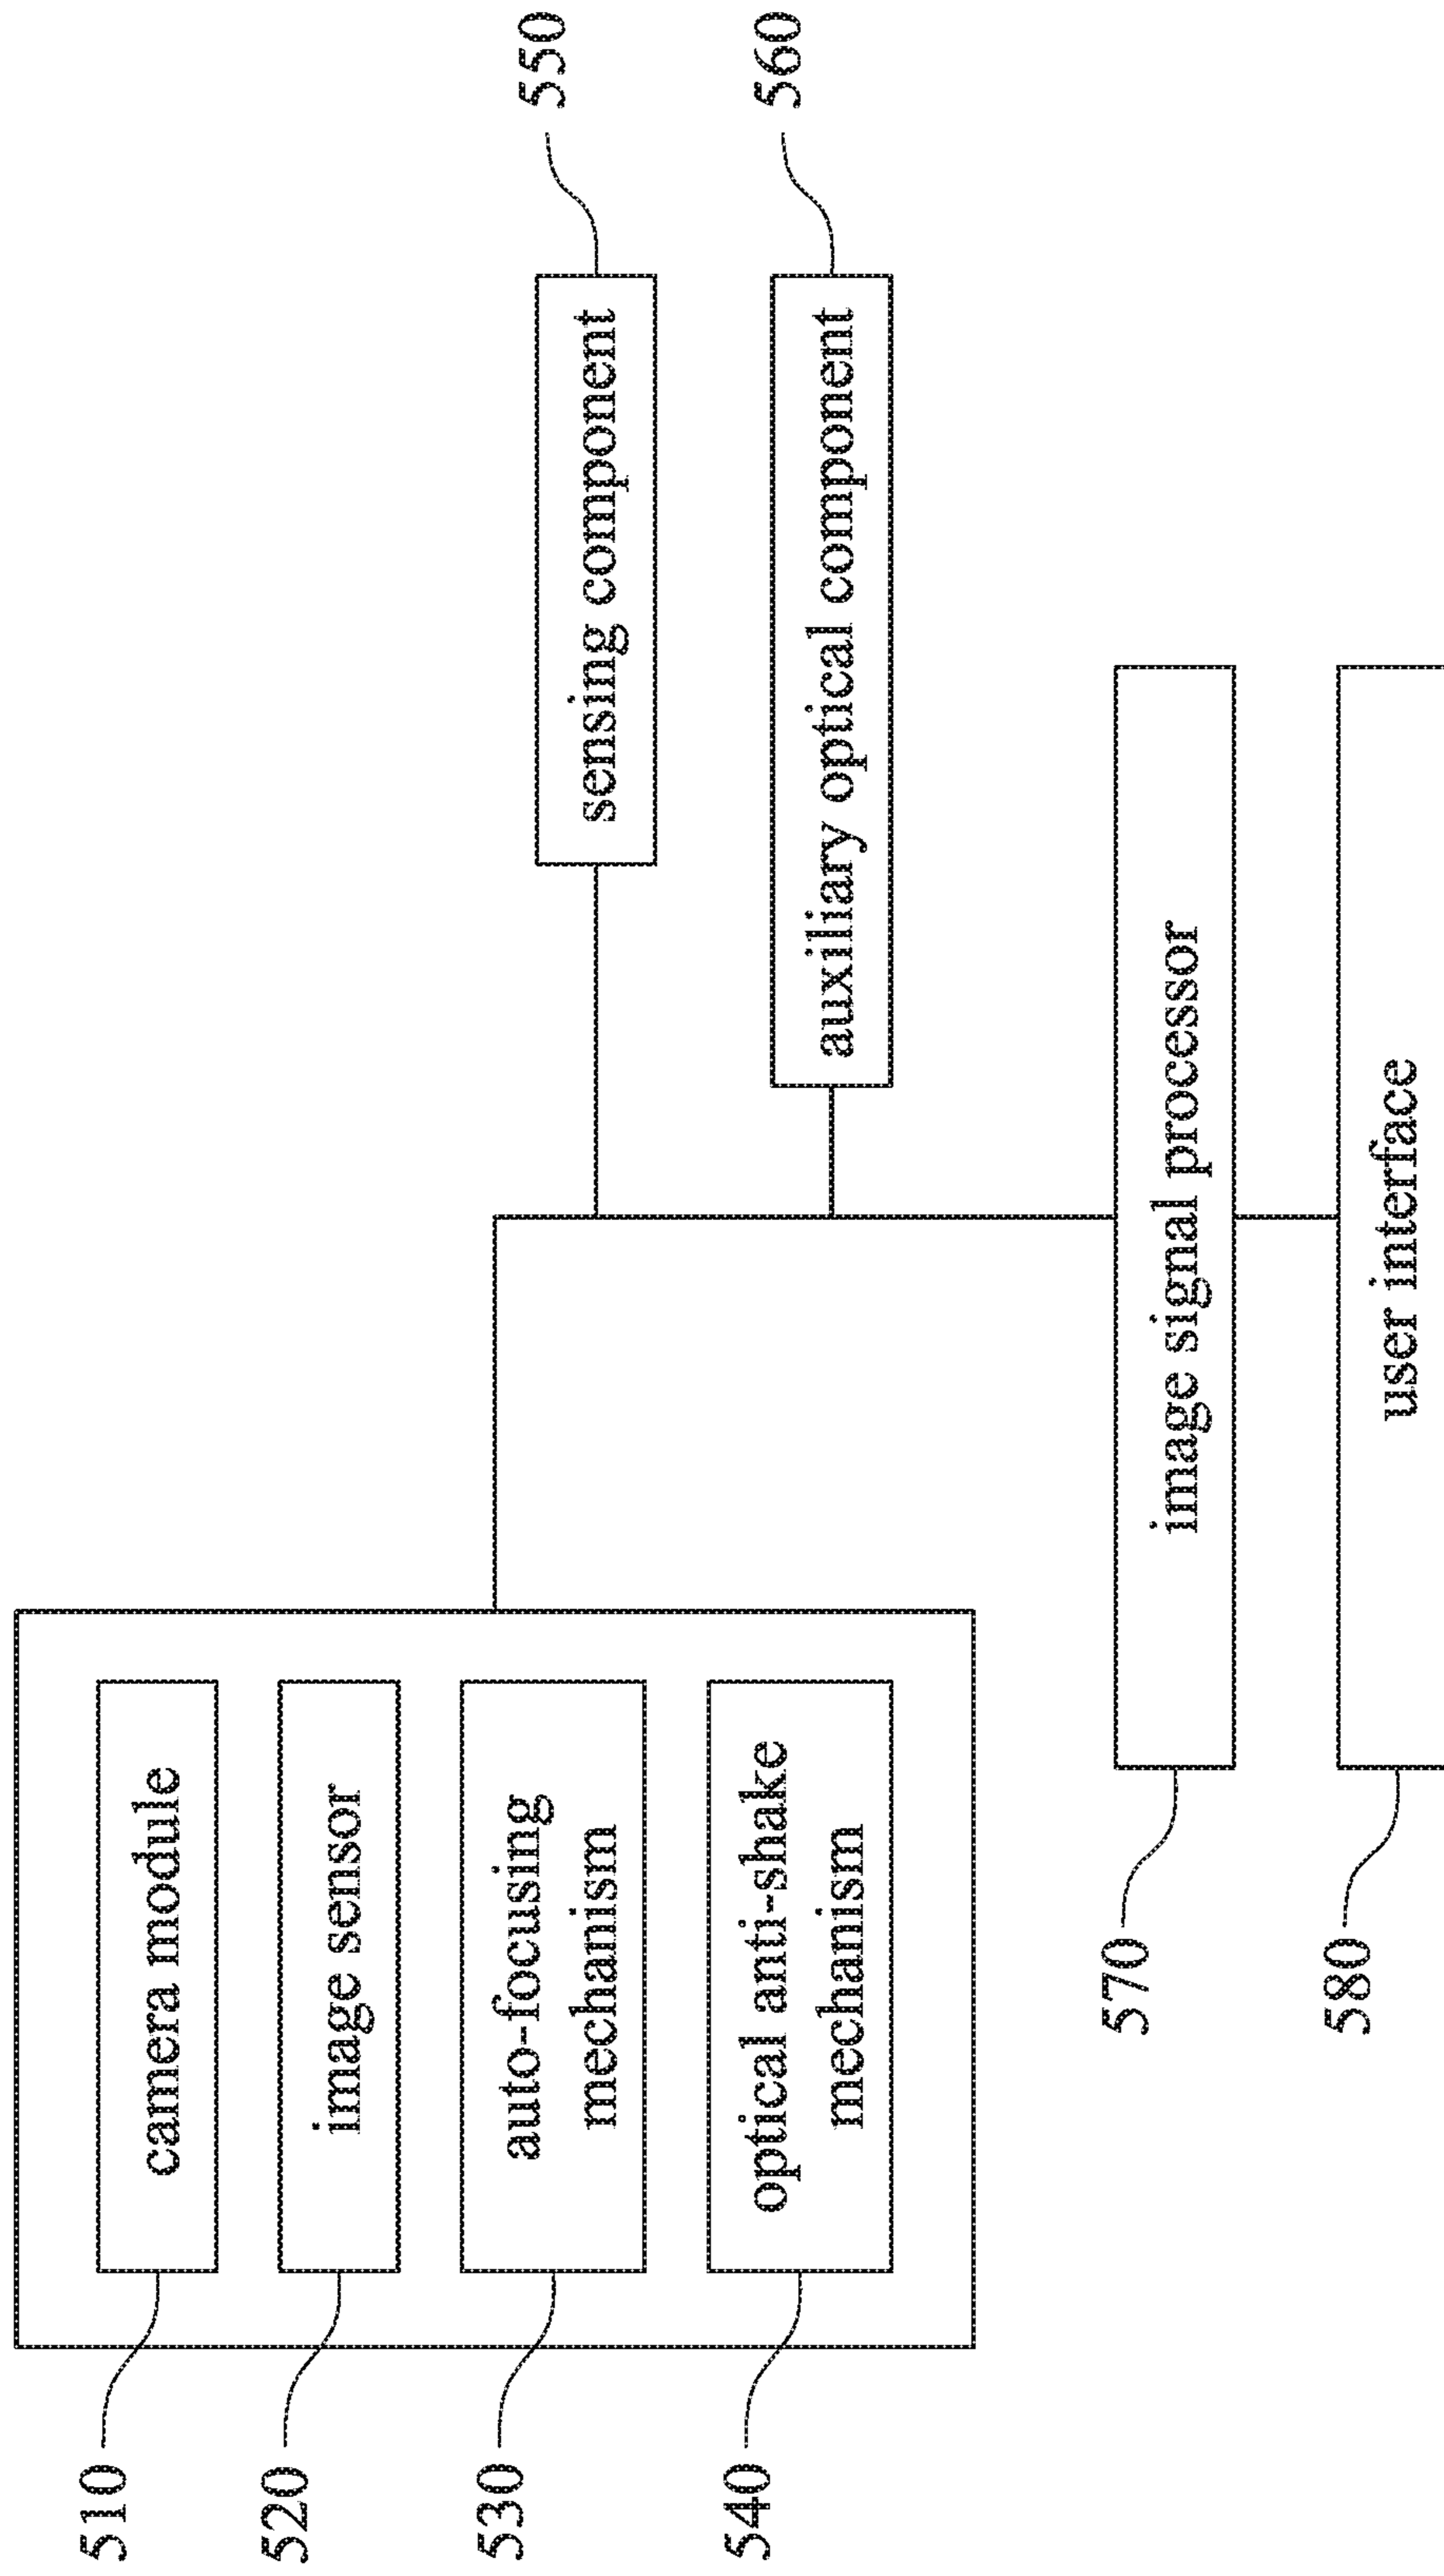 510
camera module
520
image sensor
530
auto-focusing
mechanism
540
optical anti-shake
mechanism
sensing component
550
auxiliary optical component
560
570
image signal processor
580
user interface